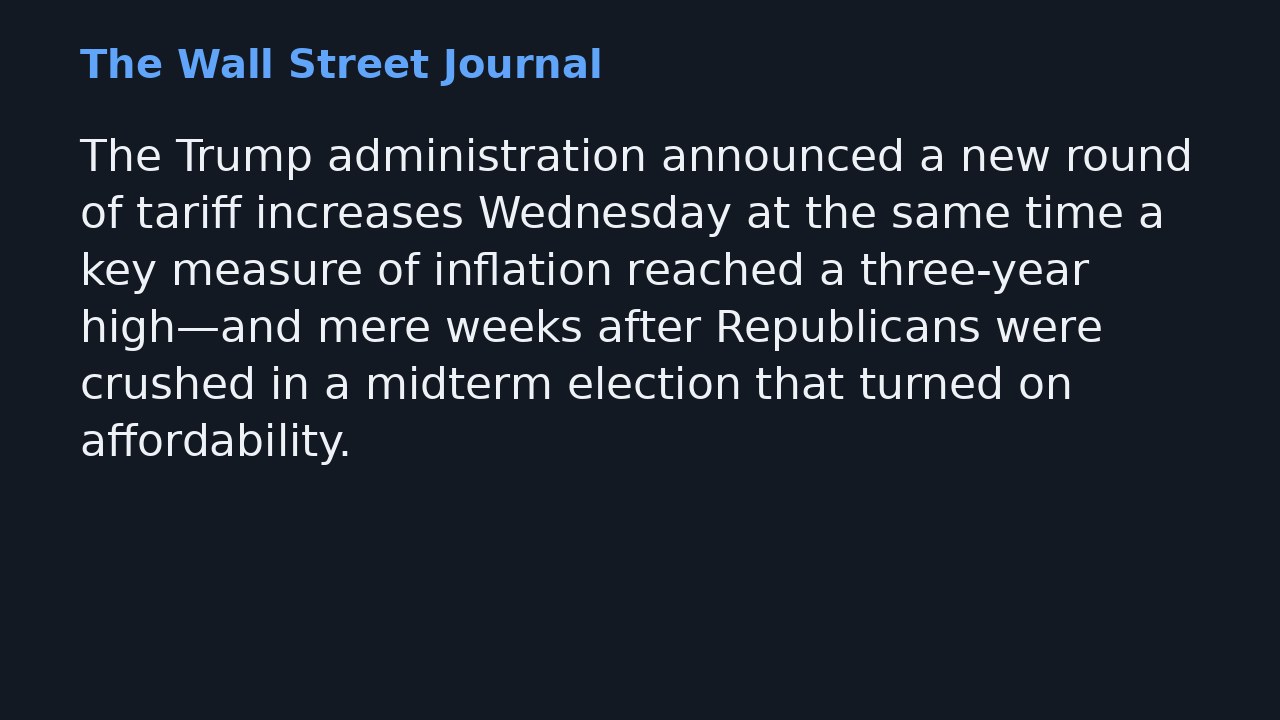 The Wall Street Journal
The Trump administration announced a new round
of tariff increases Wednesday at the same time a
key measure of inflation reached a three-year
high—and mere weeks after Republicans were
crushed in a midterm election that turned on
affordability.